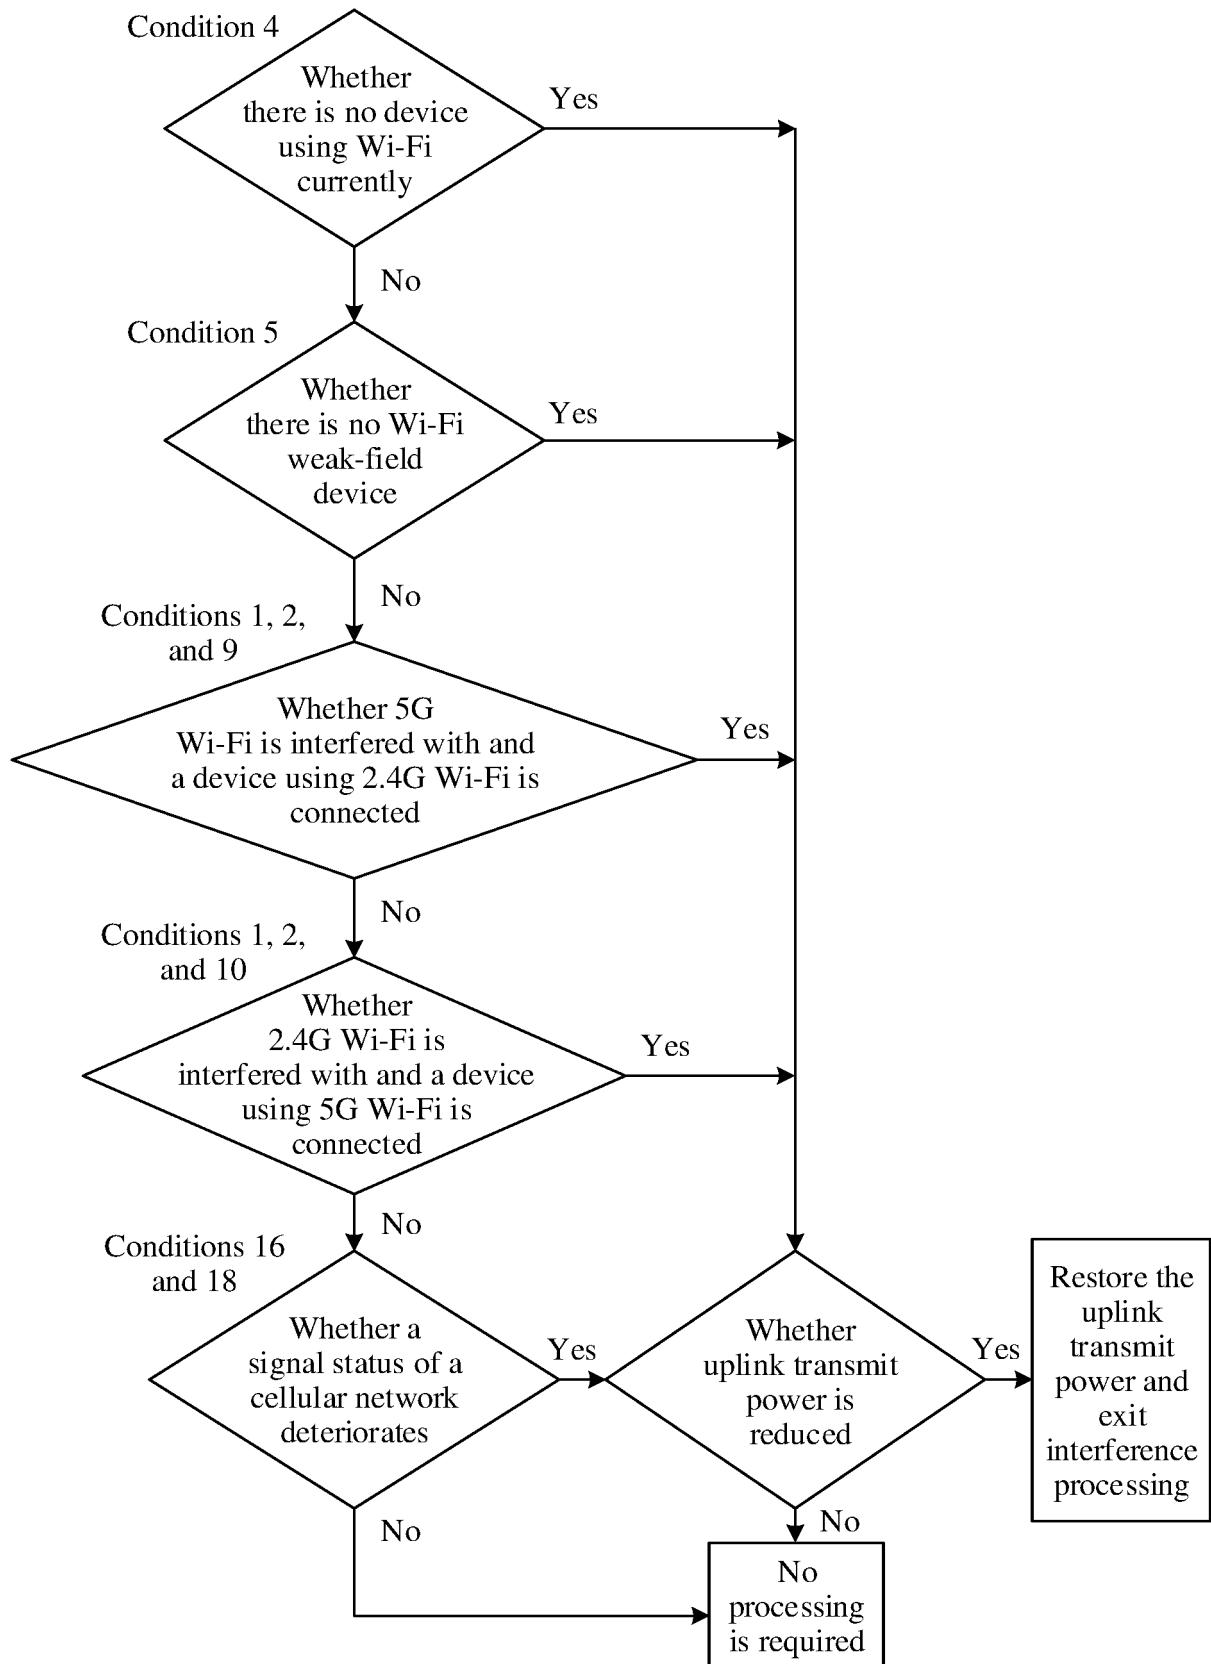 Condition 4
Whether
there is no device
using Wi-Fi
currently
Yes
No
Condition 5
Whether
there is no Wi-Fi
weak-field
device
Yes
No
Conditions 1, 2,
and 9
Whether 5G
Wi-Fi is interfered with and
a device using 2.4G Wi-Fi is
connected
Yes
No
Conditions 1, 2,
and 10
Whether
2.4G Wi-Fi is
interfered with and a device
using 5G Wi-Fi is
connected
Yes
No
Conditions 16
and 18
Whether a
signal status of a
cellular network
deteriorates
Yes
No
Whether
uplink transmit
power is
reduced
Yes
No
Restore the
uplink
transmit
power and
exit
interference
processing
No
processing
is required